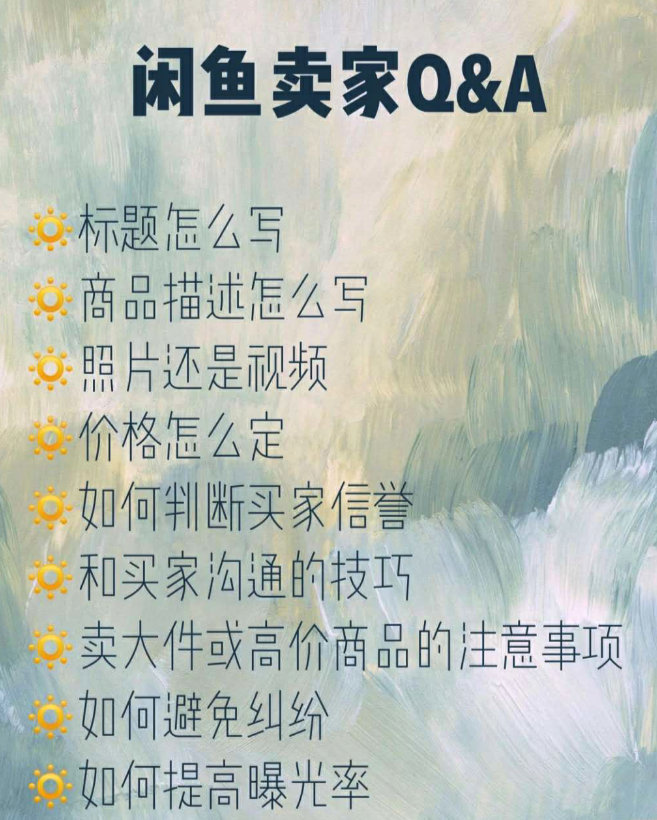 闲鱼卖家Q&A
标题怎么写
商品描述怎么写
照片还是视频
价格怎么定
如何判断买家信誉
和买家沟通的技巧
卖大件或高价商品的注意事项
如何避免纠纷
如何提高曝光率